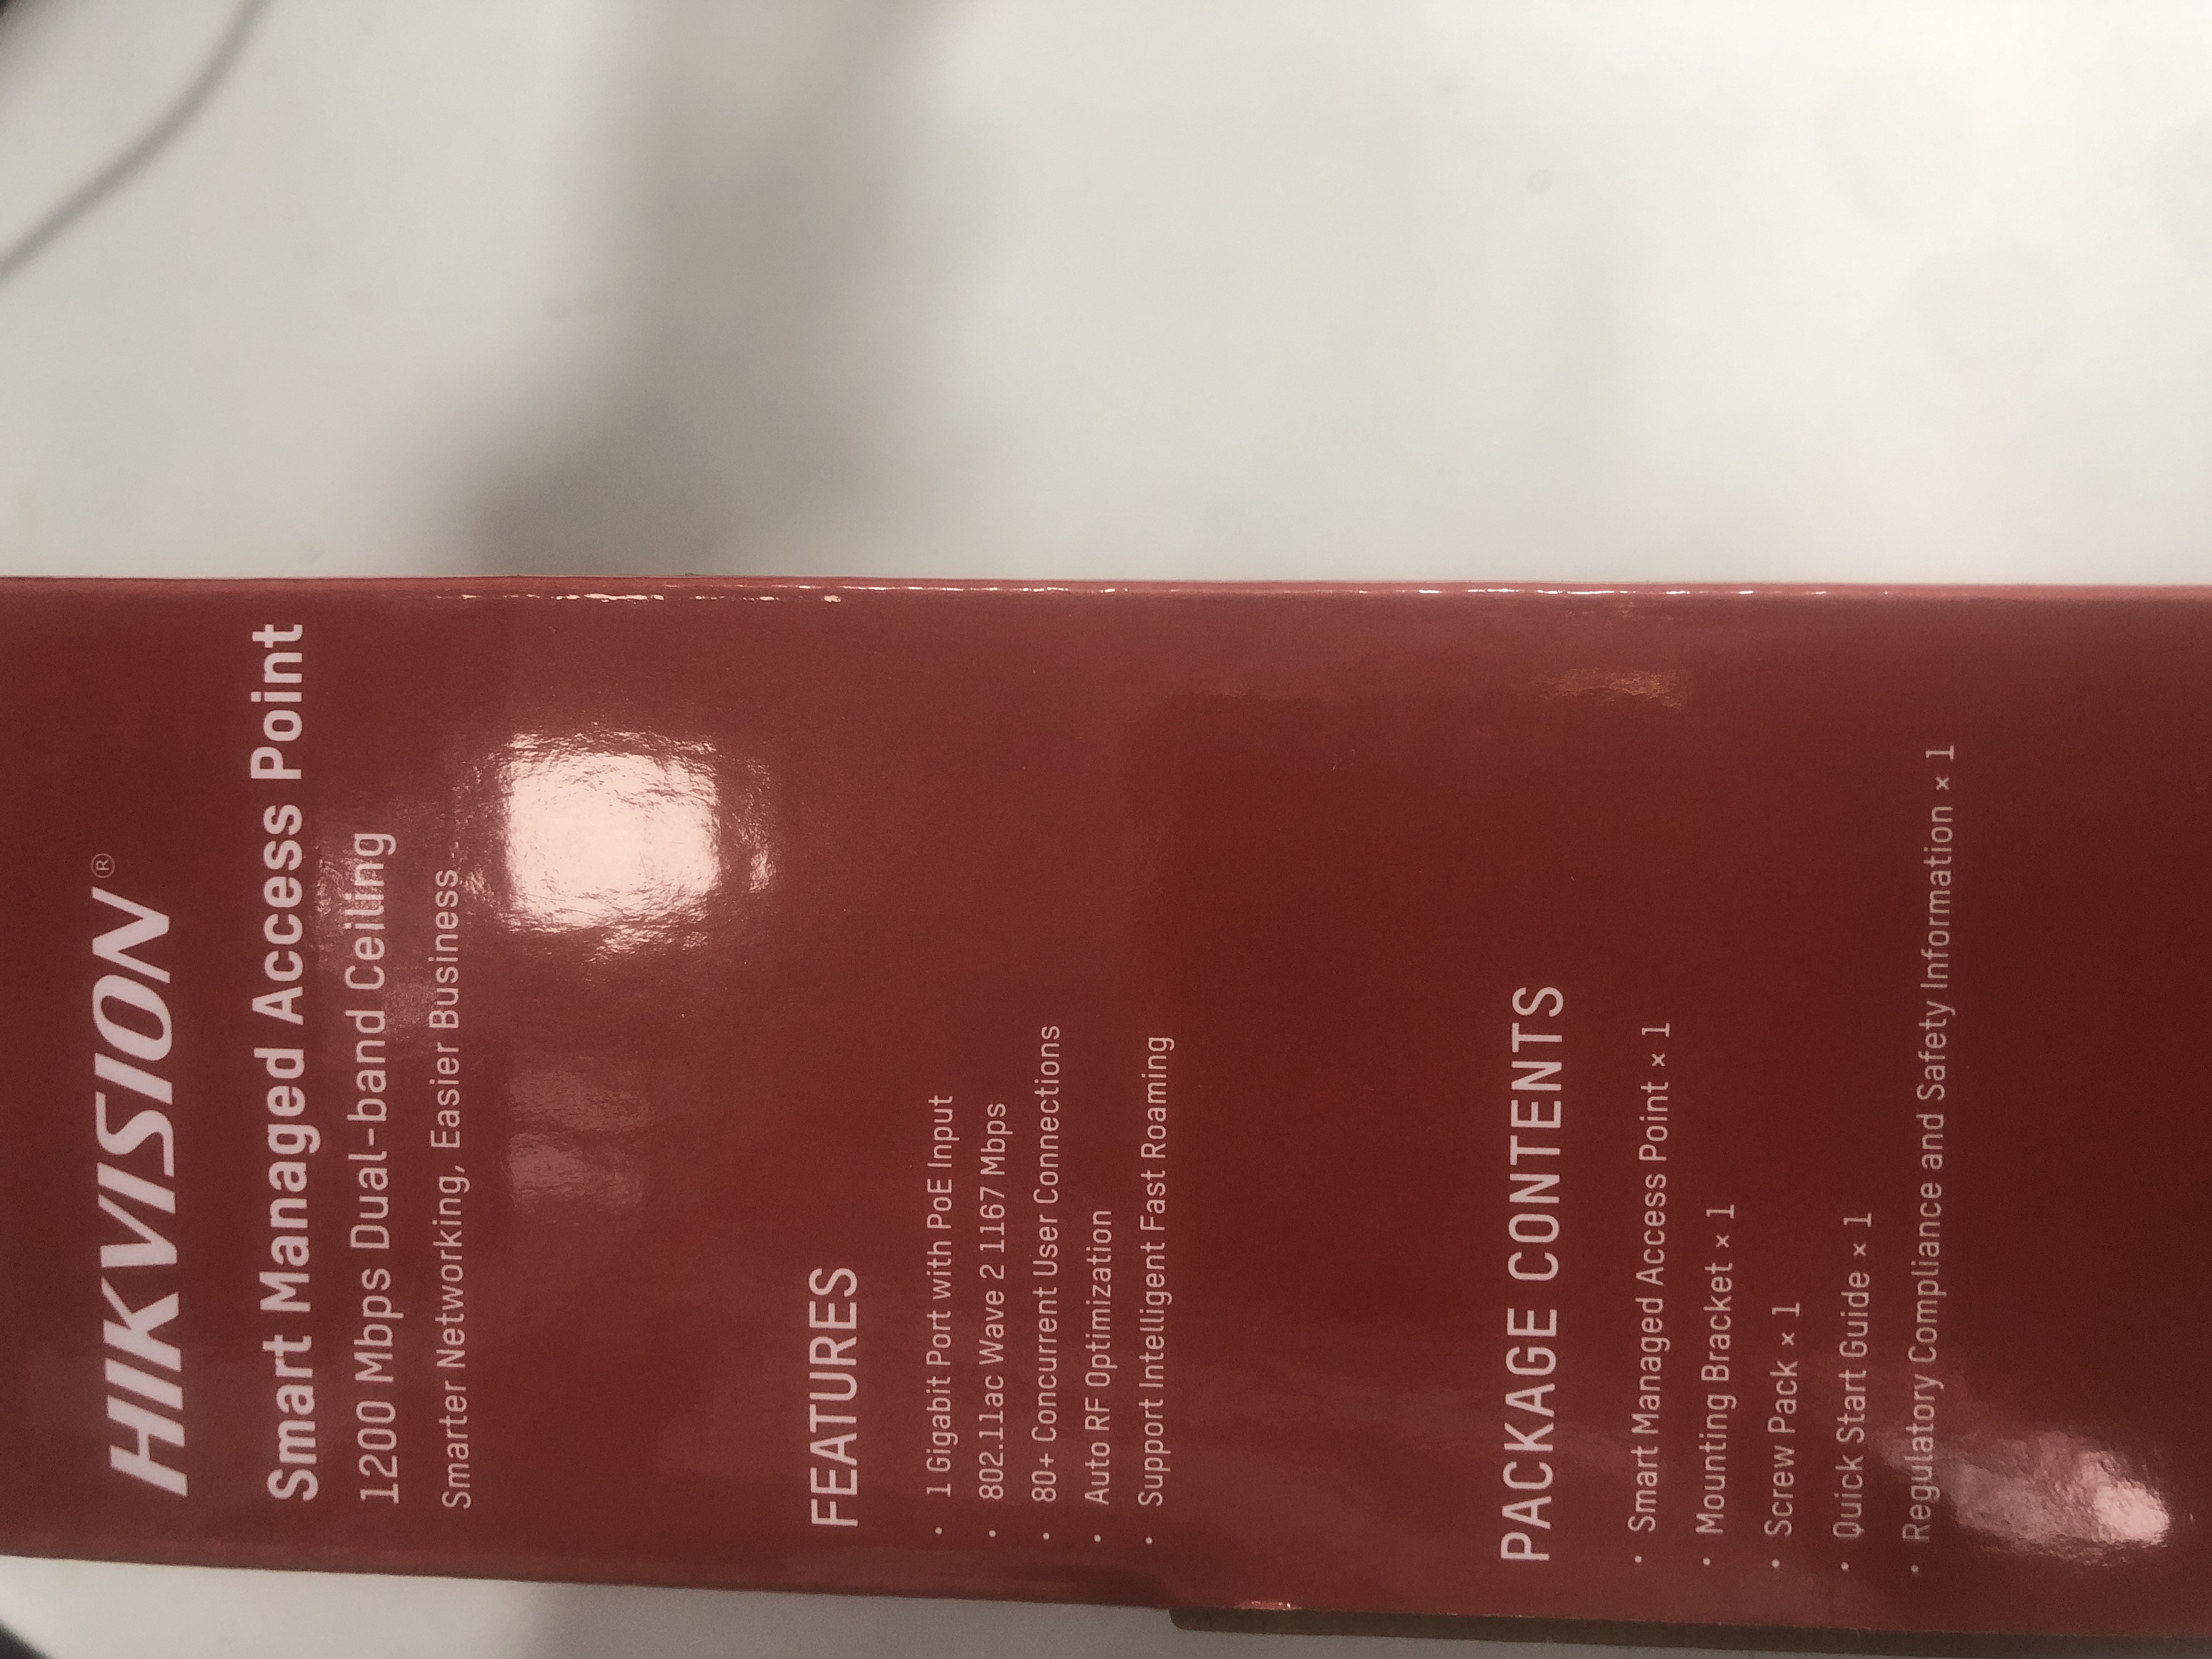 HIKVISION®
Smart Managed Access Point
1200 Mbps Dual-band Ceiling
Smarter Networking, Easier Business
FEATURES
• 1 Gigabit Port with PoE Input
• 802.11ac Wave 2 1167 Mbps
• 80+ Concurrent User Connections
• Auto RF Optimization
• Support Intelligent Fast Roaming
PACKAGE CONTENTS
• Smart Managed Access Point × 1
• Mounting Bracket × 1
• Screw Pack × 1
• Quick Start Guide × 1
• Regulatory Compliance and Safety Information × 1